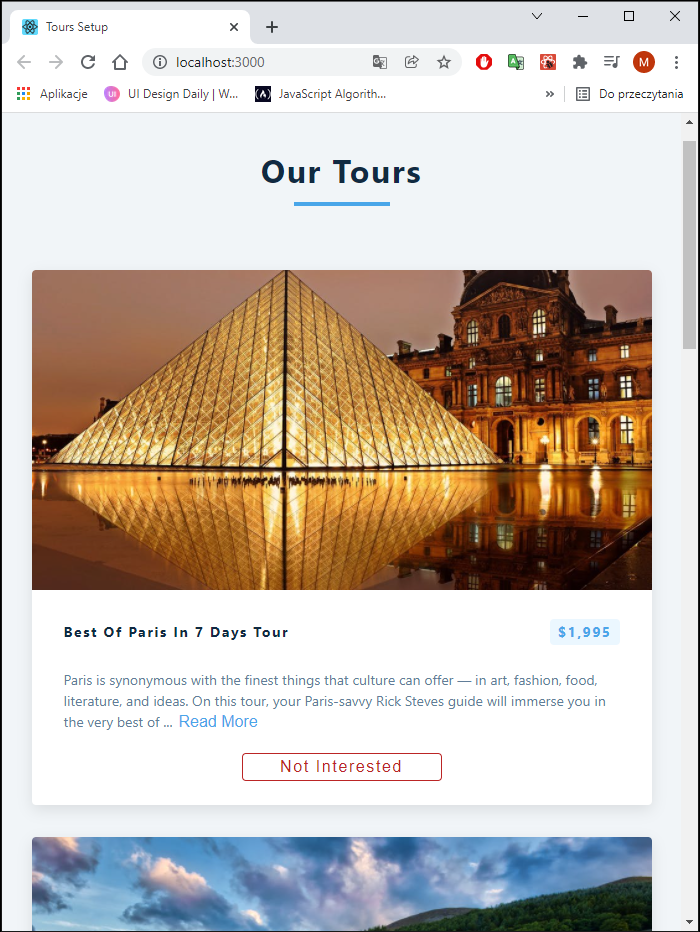 Tours Setup
localhost:3000
M
Aplikacje
UI
UI Design Daily | W...
(A)
JavaScript Algorith...
»
Do przeczytania
Our Tours
Best Of Paris In 7 Days Tour
$1,995
Paris is synonymous with the finest things that culture can offer — in art, fashion, food,
literature, and ideas. On this tour, your Paris-savvy Rick Steves guide will immerse you in
the very best of ... Read More
Not Interested